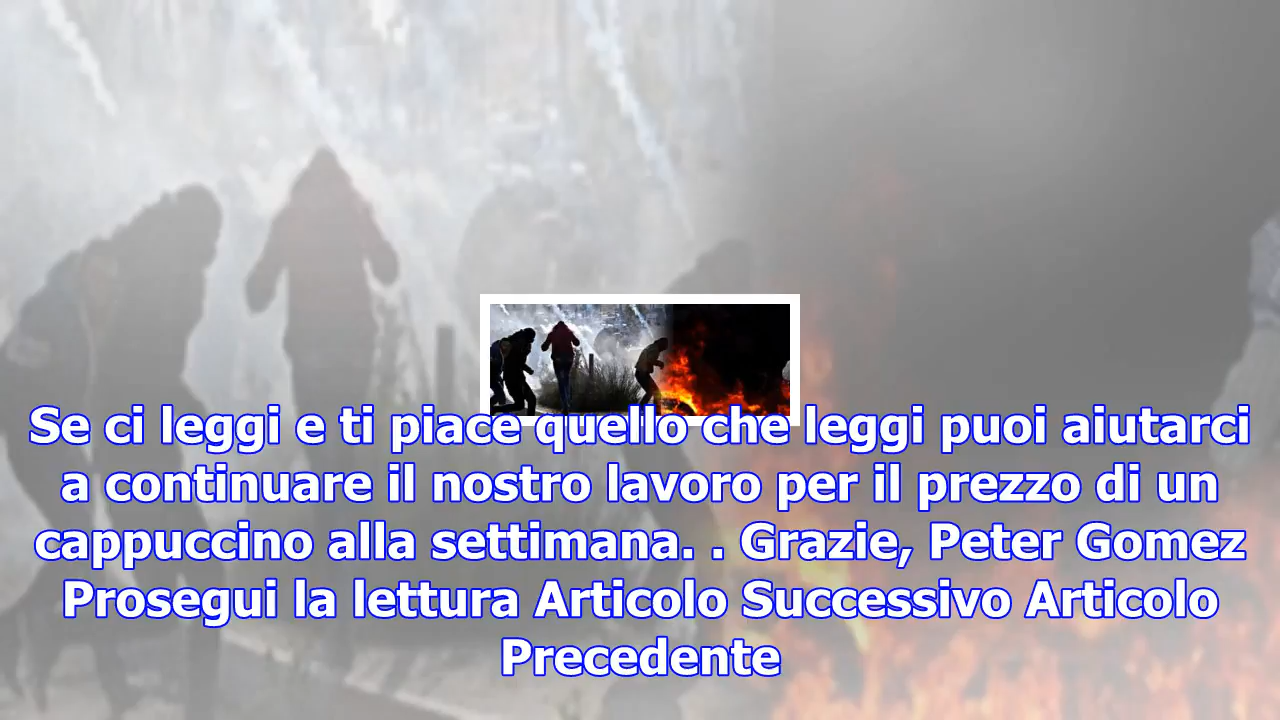 Se ci leggi e ti piace quello che leggi puoi aiutarci
a continuare il nostro lavoro per il prezzo di un
cappuccino alla settimana. . Grazie, Peter Gomez
Prosegui la lettura Articolo Successivo Articolo
Precedente